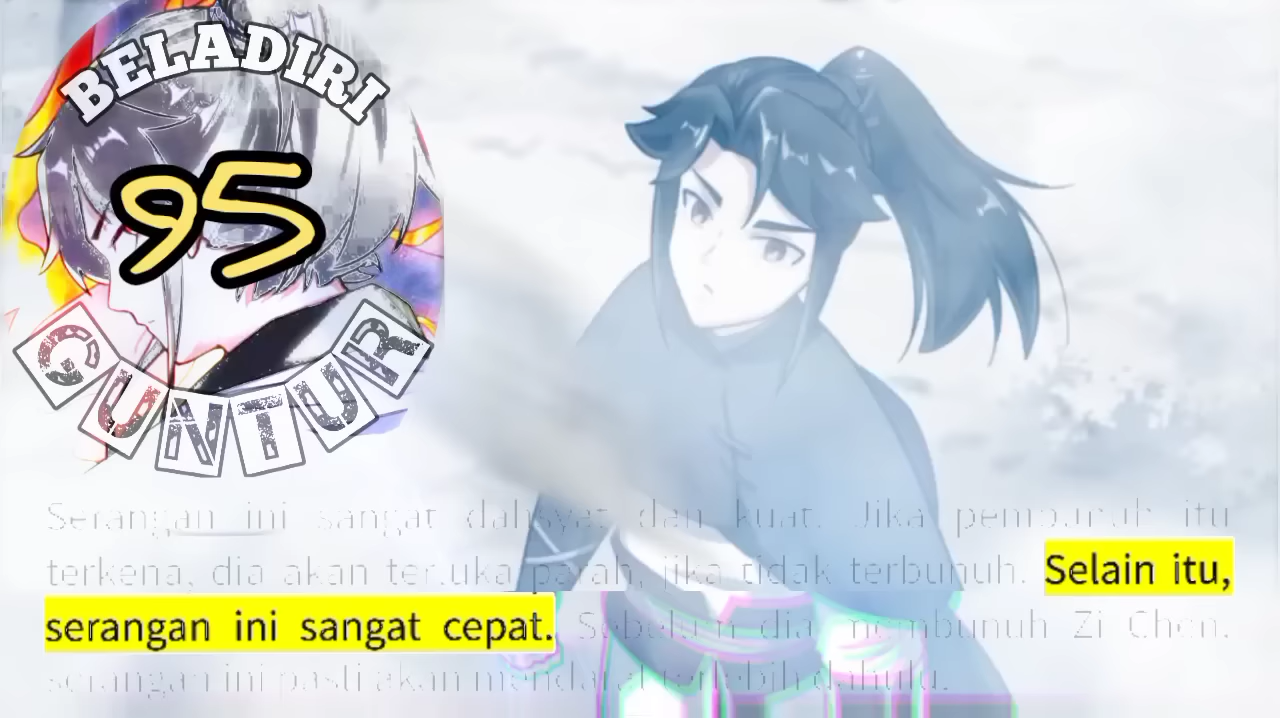 BELADIRI
95
GUNTUR
Serangan ini sangat dahsyat dan kuat. Jika pembunuh itu
terkena, dia akan terluka parah, jika tidak terbunuh. Selain itu,
serangan ini sangat cepat. Sebelum dia membunuh Zi Chen,
serangan ini pasti akan mendarat terlebih dahulu.